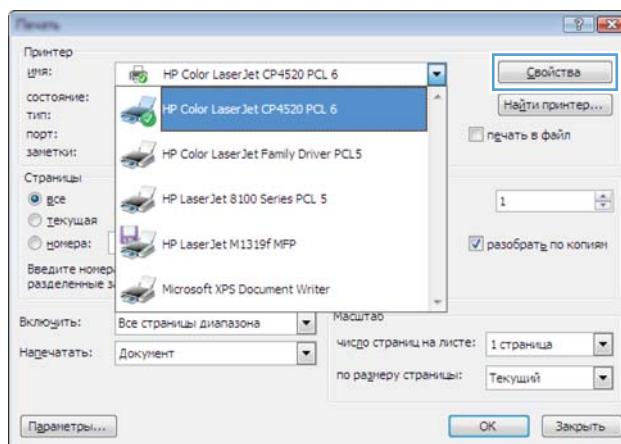 Печать
Принтер
имя:
HP Color LaserJet CP4520 PCL 6
Свойства
состояние:
HP Color LaserJet CP4520 PCL 6
Найти принтер...
тип:
порт:
HP Color LaserJet Family Driver PCL5
печать в файл
заметки:
Страницы
все
HP LaserJet 8100 Series PCL 5
1
текущая
номера:
HP LaserJet M1319f MFP
разобрать по копиям
Введите номер
разделенные з
Microsoft XPS Document Writer
Включить:
Все страницы диапазона
Масштаб
число страниц на листе:
1 страница
Напечатать:
Документ
по размеру страницы:
Текущий
Параметры...
OK
Закрыть